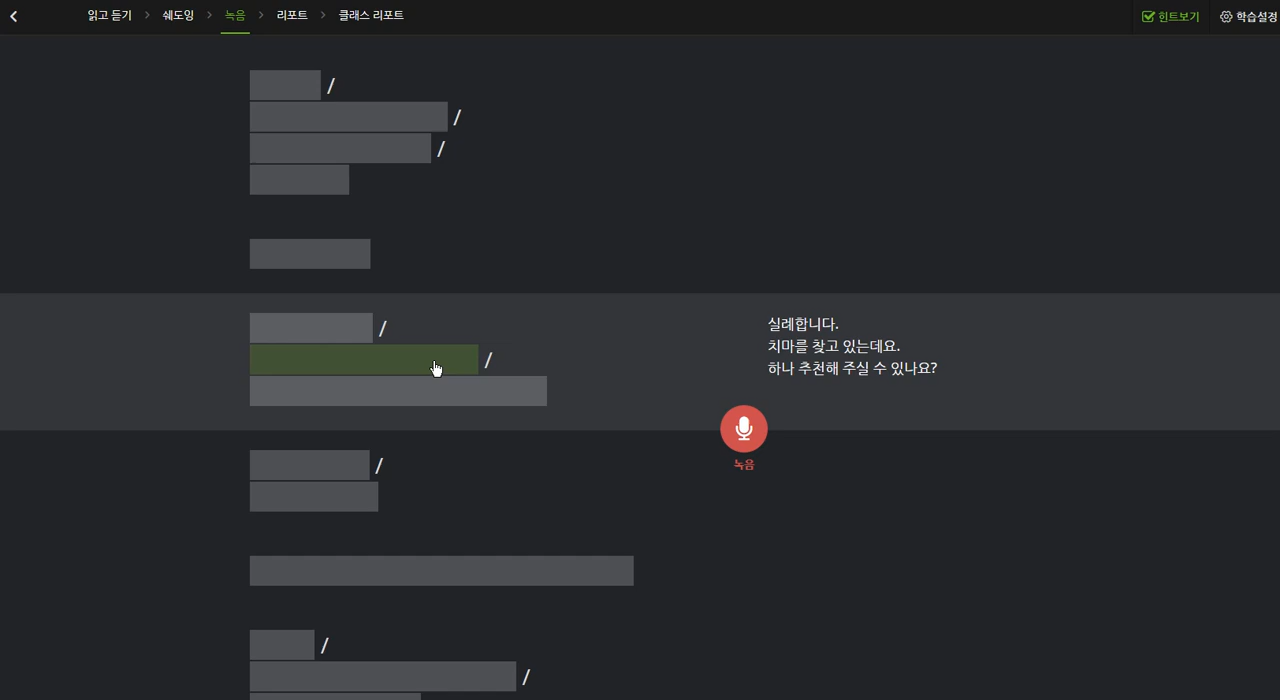 읽고 듣기 > 쉐도잉 > 녹음 > 리포트 > 클래스 리포트
힌트보기
학습설정
/
/
/
/
실례합니다.
/
치마를 찾고 있는데요.
하나 추천해 주실 수 있나요?
녹음
/
/
/